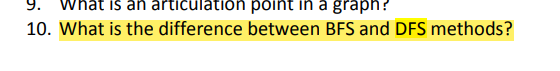 9. What is an articulation point in a graph?
10. What is the difference between BFS and DFS methods?